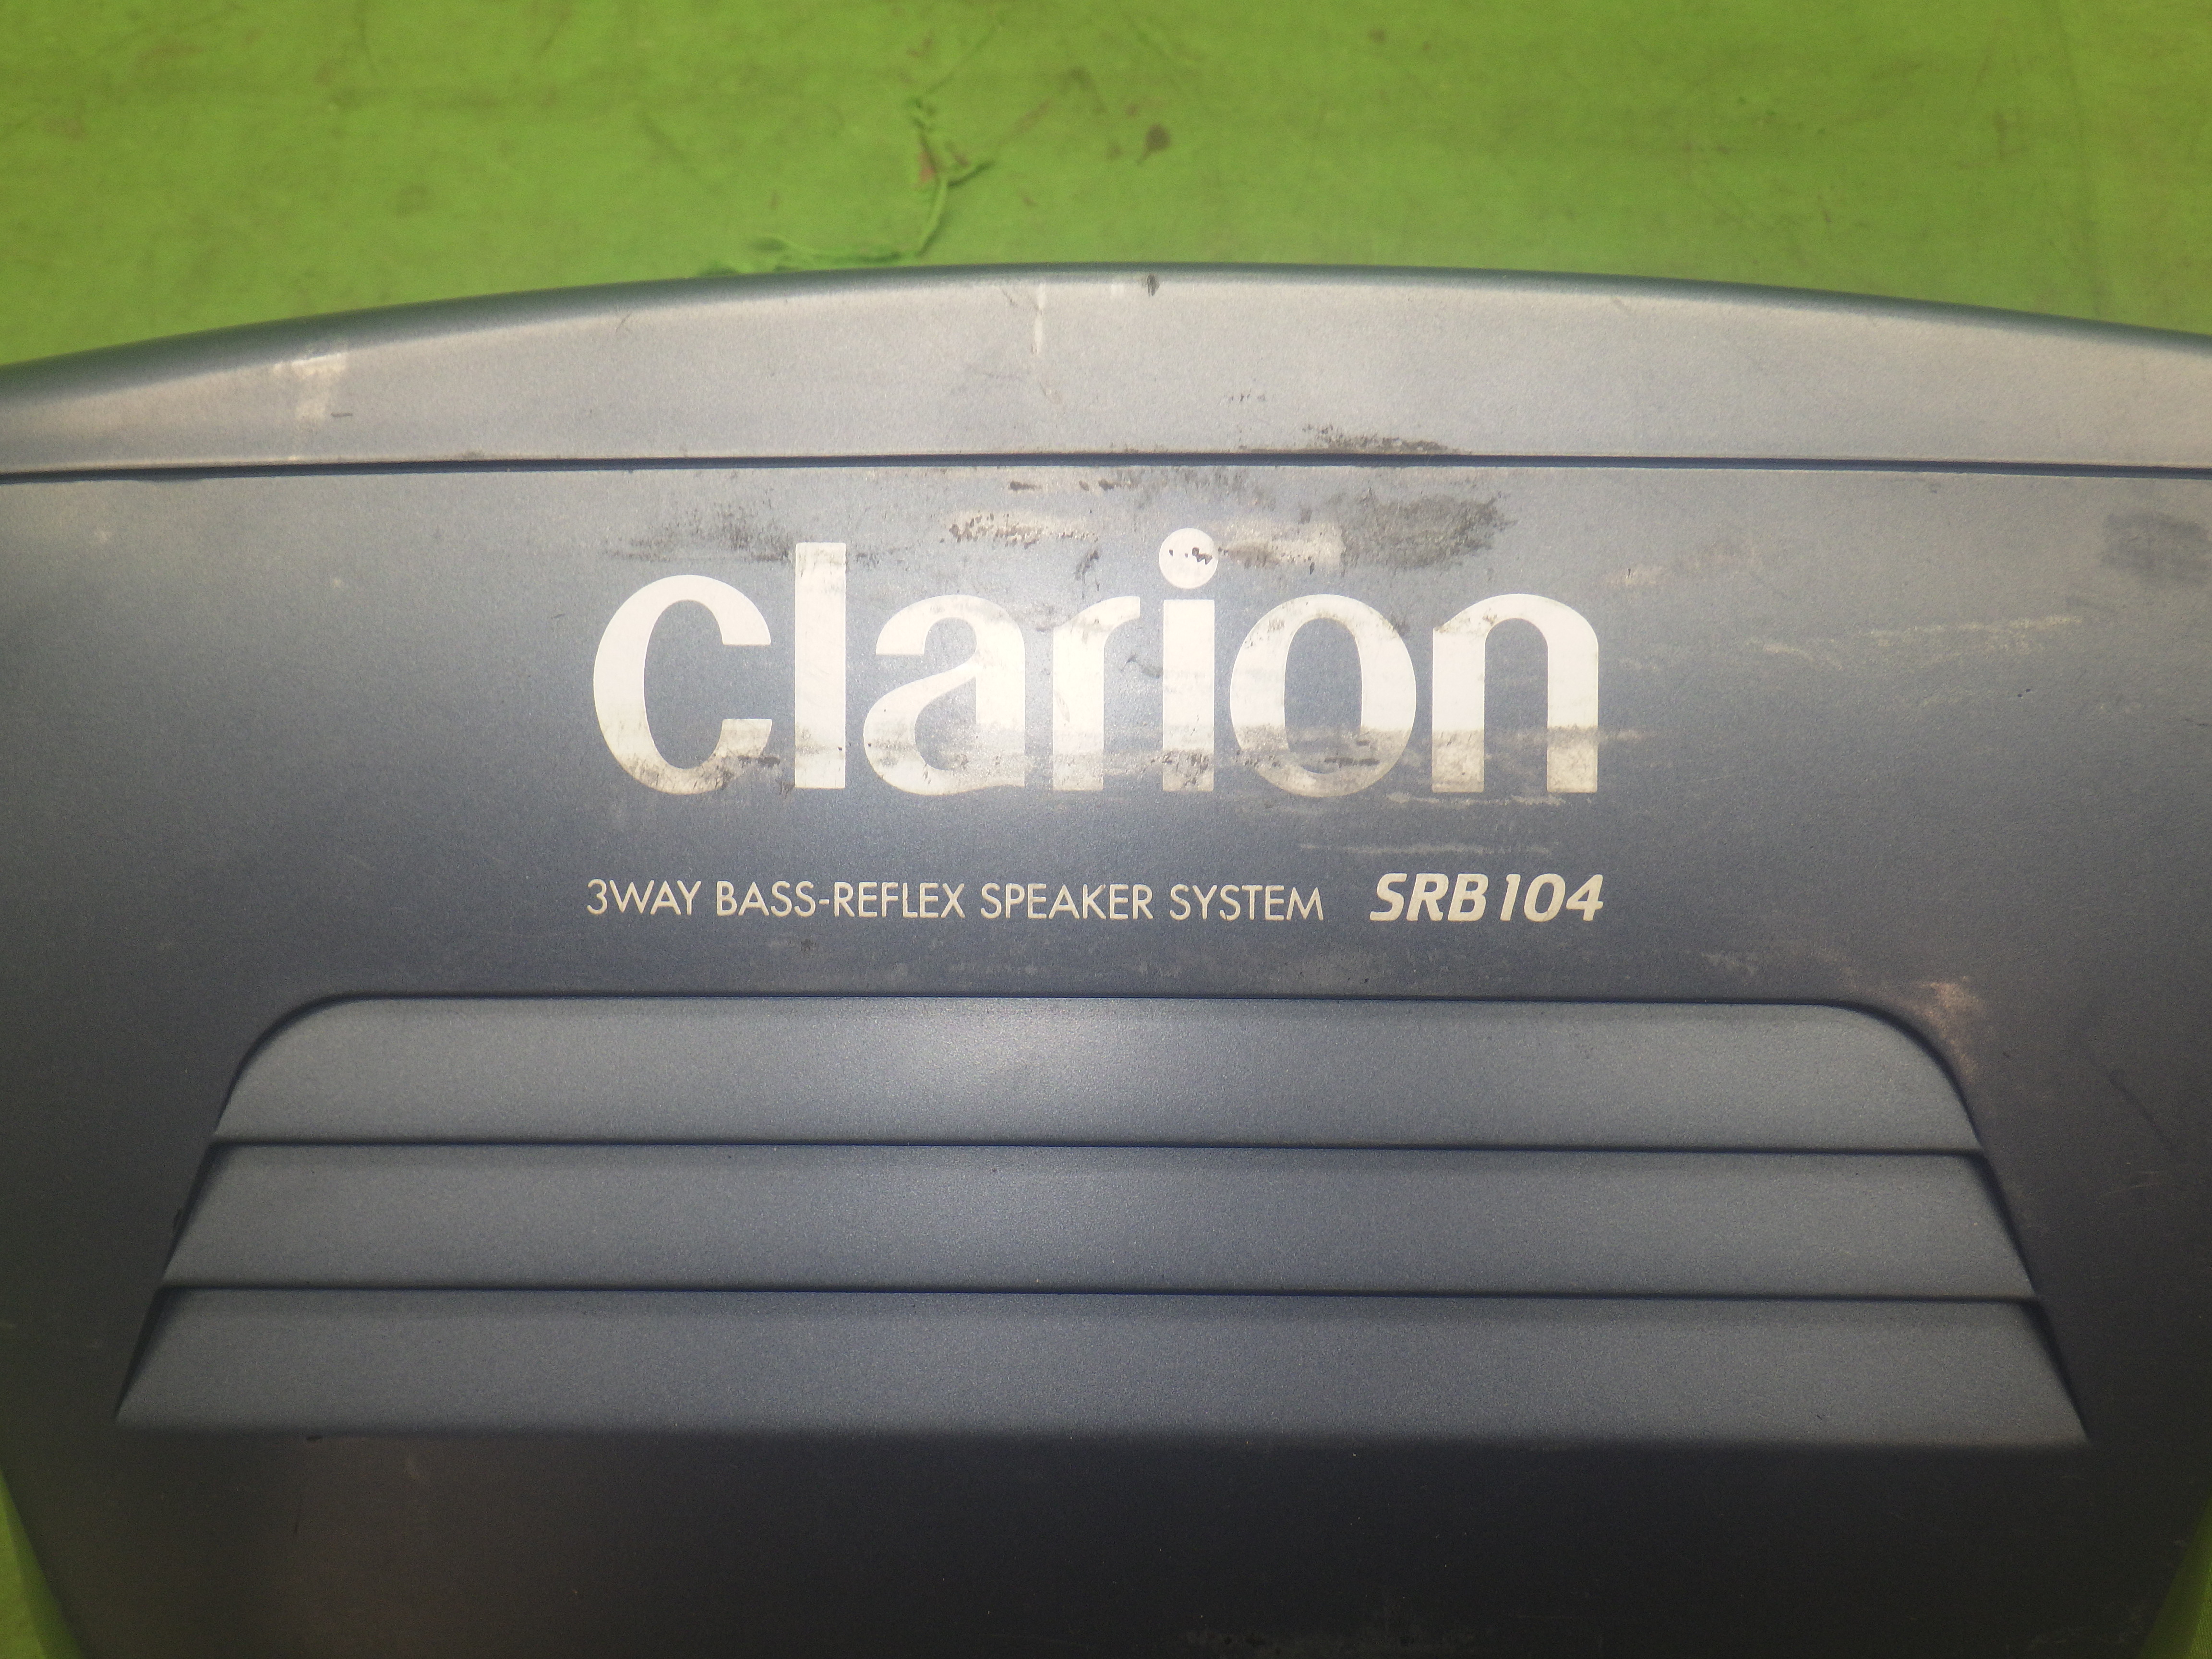 clarion
3WAY BASS-REFLEX SPEAKER SYSTEM SRB104